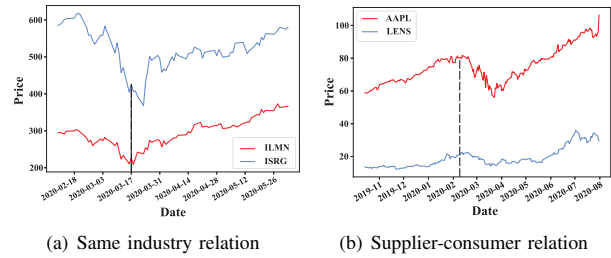 600
500
400
300
200
Price
ILMN
ISRG
2020-02-18
2020-03-03
2020-03-17
2020-03-31
2020-04-14
2020-04-28
2020-05-12
2020-05-26
Date
(a) Same industry relation
100
80
60
40
20
Price
AAPL
LENS
2019-11
2019-12
2020-01
2020-02
2020-03
2020-04
2020-05
2020-06
2020-07
2020-08
Date
(b) Supplier-consumer relation